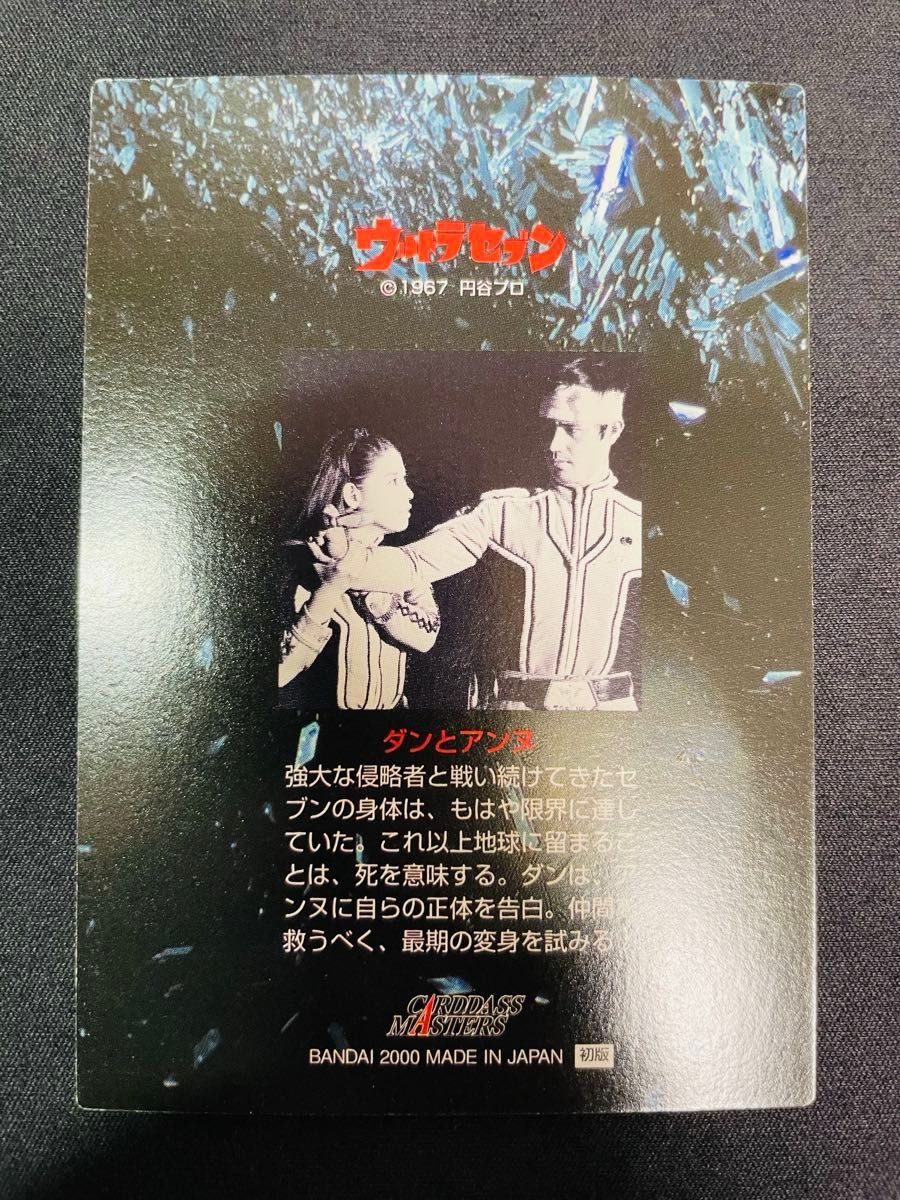 ウルトラセブン
© 1967 円谷プロ
ダンとアンヌ
強大な侵略者と戦い続けてきたセ
ブンの身体は、もはや限界に達し
ていた。これ以上地球に留まるこ
とは、死を意味する。ダンは、ア
ンヌに自らの正体を告白。仲間を
救うべく、最期の変身を試みる。
CARDDASS
MASTERS
BANDAI 2000 MADE IN JAPAN 初版